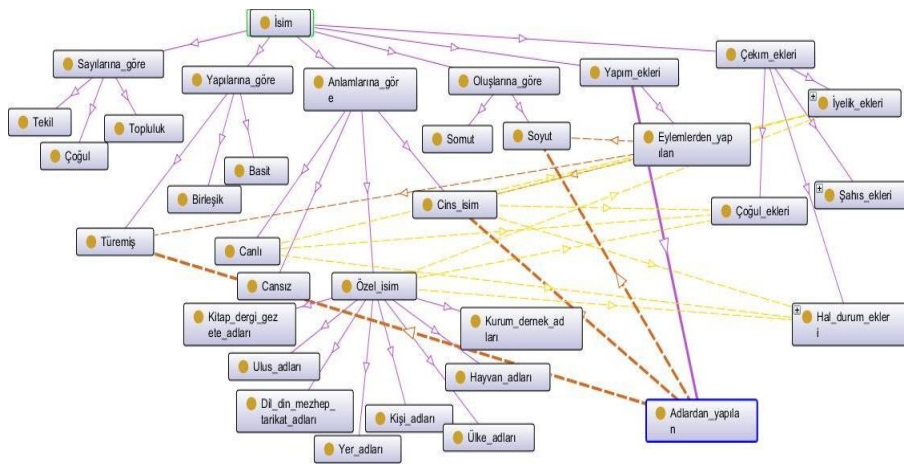 İsim
Sayılarına_göre
Yapılarına_göre
Anlamlarına_gör
e
Oluşlarına_göre
Yapım_ekleri
Çekım_ekleri
İyelik_ekleri
Tekil
Topluluk
Çoğul
Somut
Soyut
Eylemlerden_yap
ılan
Basit
Birleşik
Cins_isim
Çoğul_ekleri
Şahıs_ekleri
Türemiş
Canlı
Cansız
Özel_isim
Kitap_dergi_gez
ete_adları
Kurum_dernek_ad
ları
Hal_durum_ekler
i
Ulus_adları
Hayvan_adları
Dil_din_mezhep_
tarikat_adları
Kişi_adları
Adlardan_yapıla
n
Yer_adları
Ülke_adları